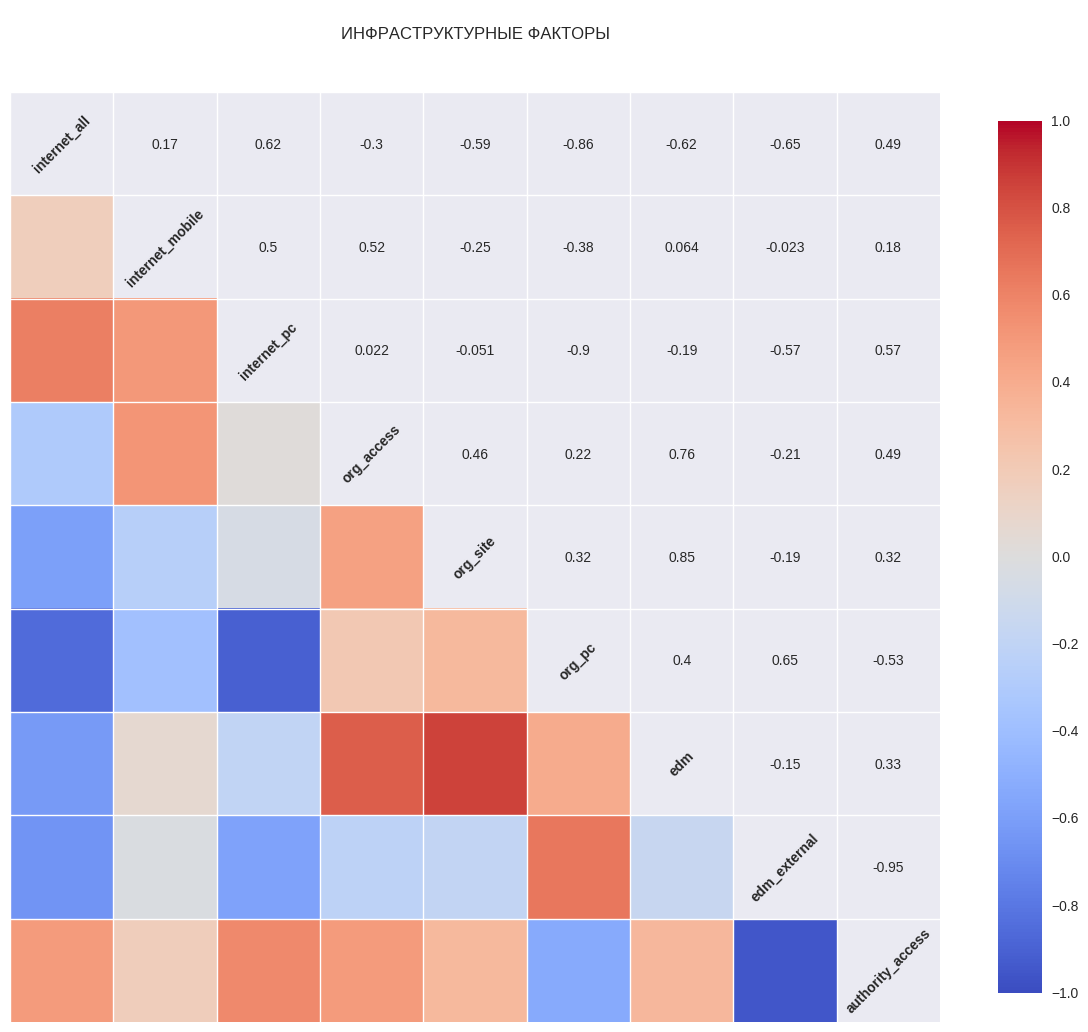 ИНФРАСТРУКТУРНЫЕ ФАКТОРЫ
internet_all 0.17 0.62 -0.3 -0.59 -0.86 -0.62 -0.65 0.49
internet_mobile 0.5 0.52 -0.25 -0.38 0.064 -0.023 0.18
internet_pc 0.022 -0.051 -0.9 -0.19 -0.57 0.57
org_access 0.46 0.22 0.76 -0.21 0.49
org_site 0.32 0.85 -0.19 0.32
org_pc 0.4 0.65 -0.53
edm -0.15 0.33
edm_external -0.95
authority_access
1.0
0.8
0.6
0.4
0.2
0.0
−0.2
−0.4
−0.6
−0.8
−1.0